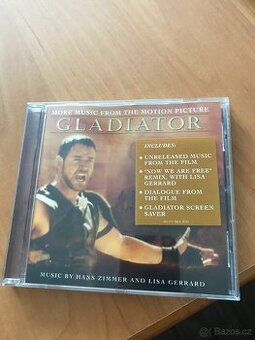 MORE MUSIC FROM THE MOTION PICTURE
GLADIATOR
INCLUDES:
• UNRELEASED MUSIC
FROM THE FILM
• "NOW WE ARE FREE"
REMIX, WITH LISA
GERRARD
• DIALOGUE FROM
THE FILM
• GLADIATOR SCREEN
SAVER
MUSIC BY HANS ZIMMER AND LISA GERRARD
Bazos.cz